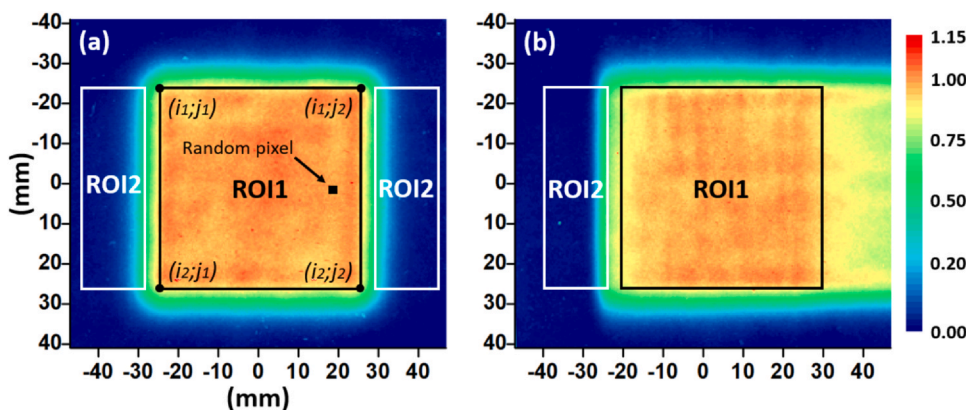 (a)
-40
-30
-20
-10
0
10
20
30
40
(mm)
(i1;j1)
(i1;j2)
Random pixel
ROI2
ROI1
ROI2
(i2;j1)
(i2;j2)
-40 -30 -20 -10 0 10 20 30 40
(mm)
(b)
-40
-30
-20
-10
0
10
20
30
40
ROI2
ROI1
-40 -30 -20 -10 0 10 20 30 40
1.15
1.00
0.75
0.50
0.20
0.00